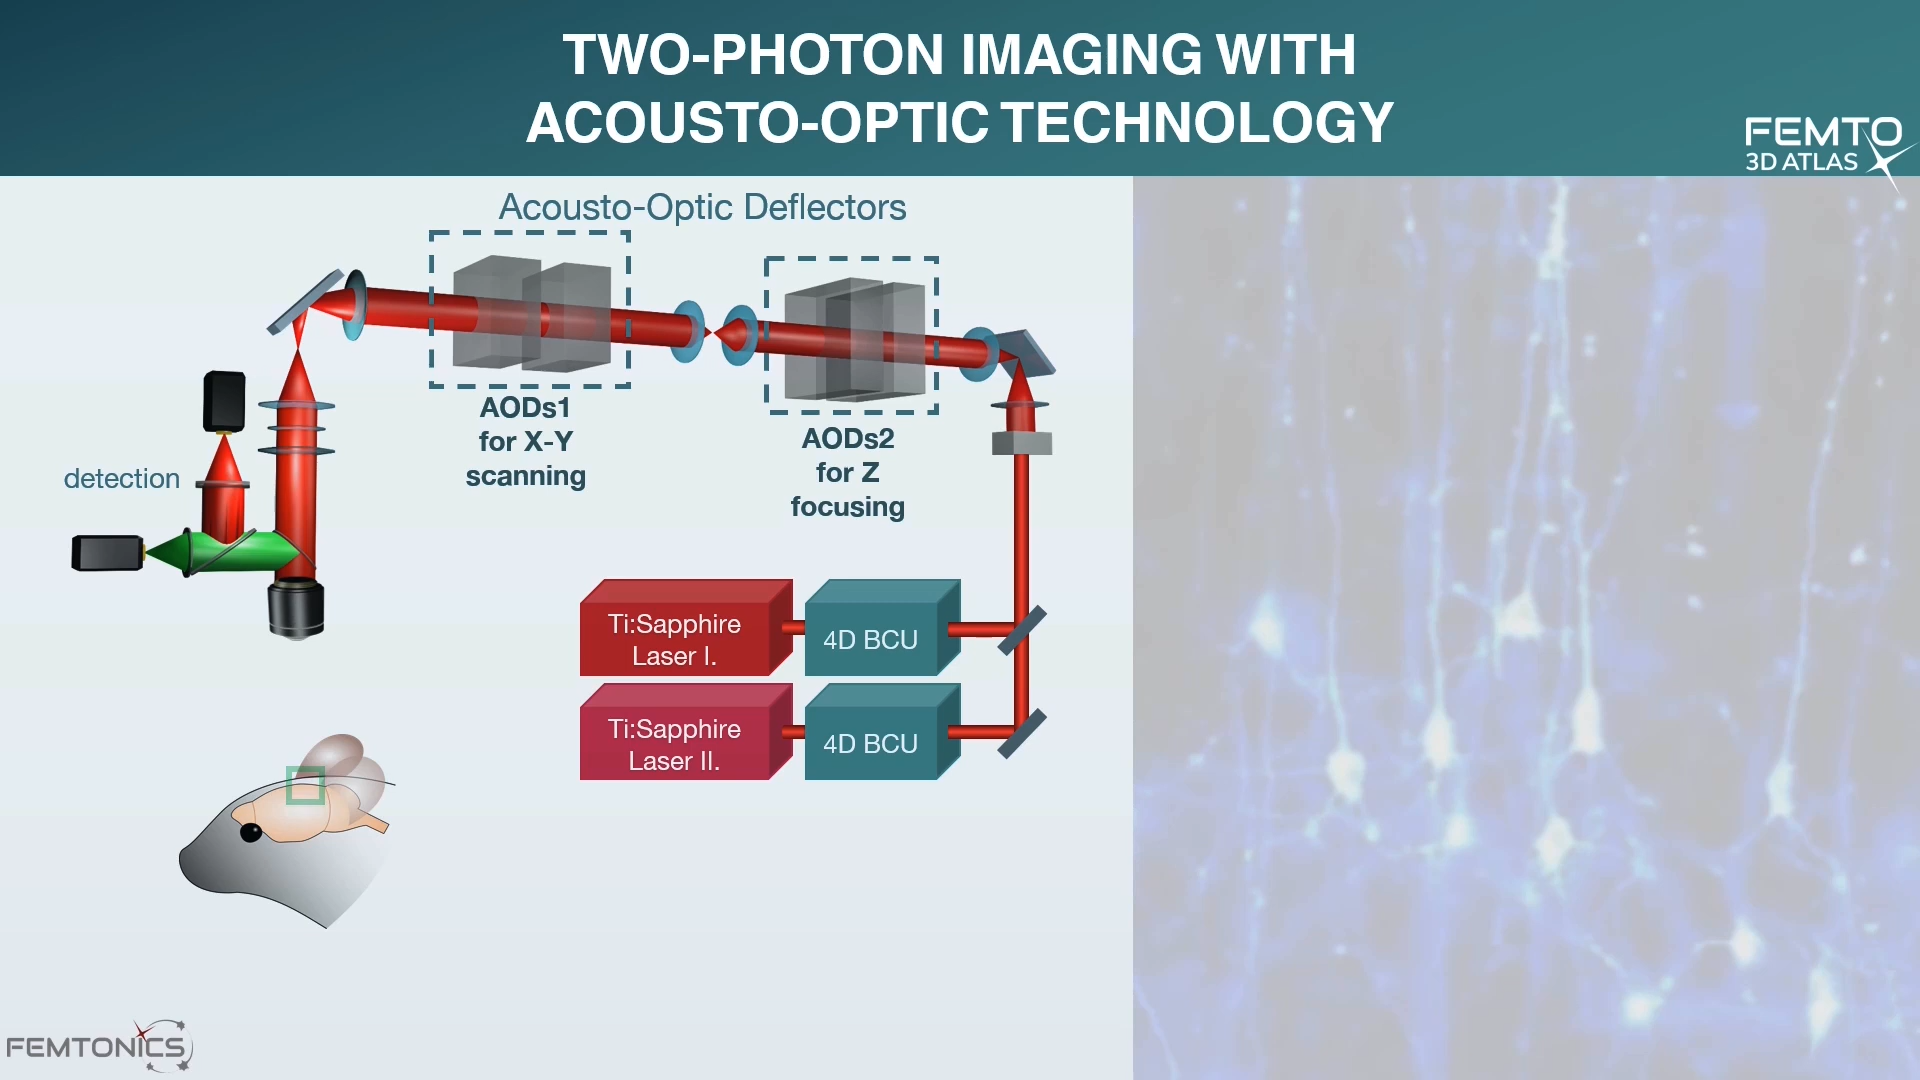 TWO-PHOTON IMAGING WITH
ACOUSTO-OPTIC TECHNOLOGY
FEMTO
3D ATLAS
Acousto-Optic Deflectors
AODs1
for X-Y
scanning
AODs2
for Z
focusing
detection
Ti:Sapphire
Laser I.
4D BCU
Ti:Sapphire
Laser II.
4D BCU
FEMTONICS